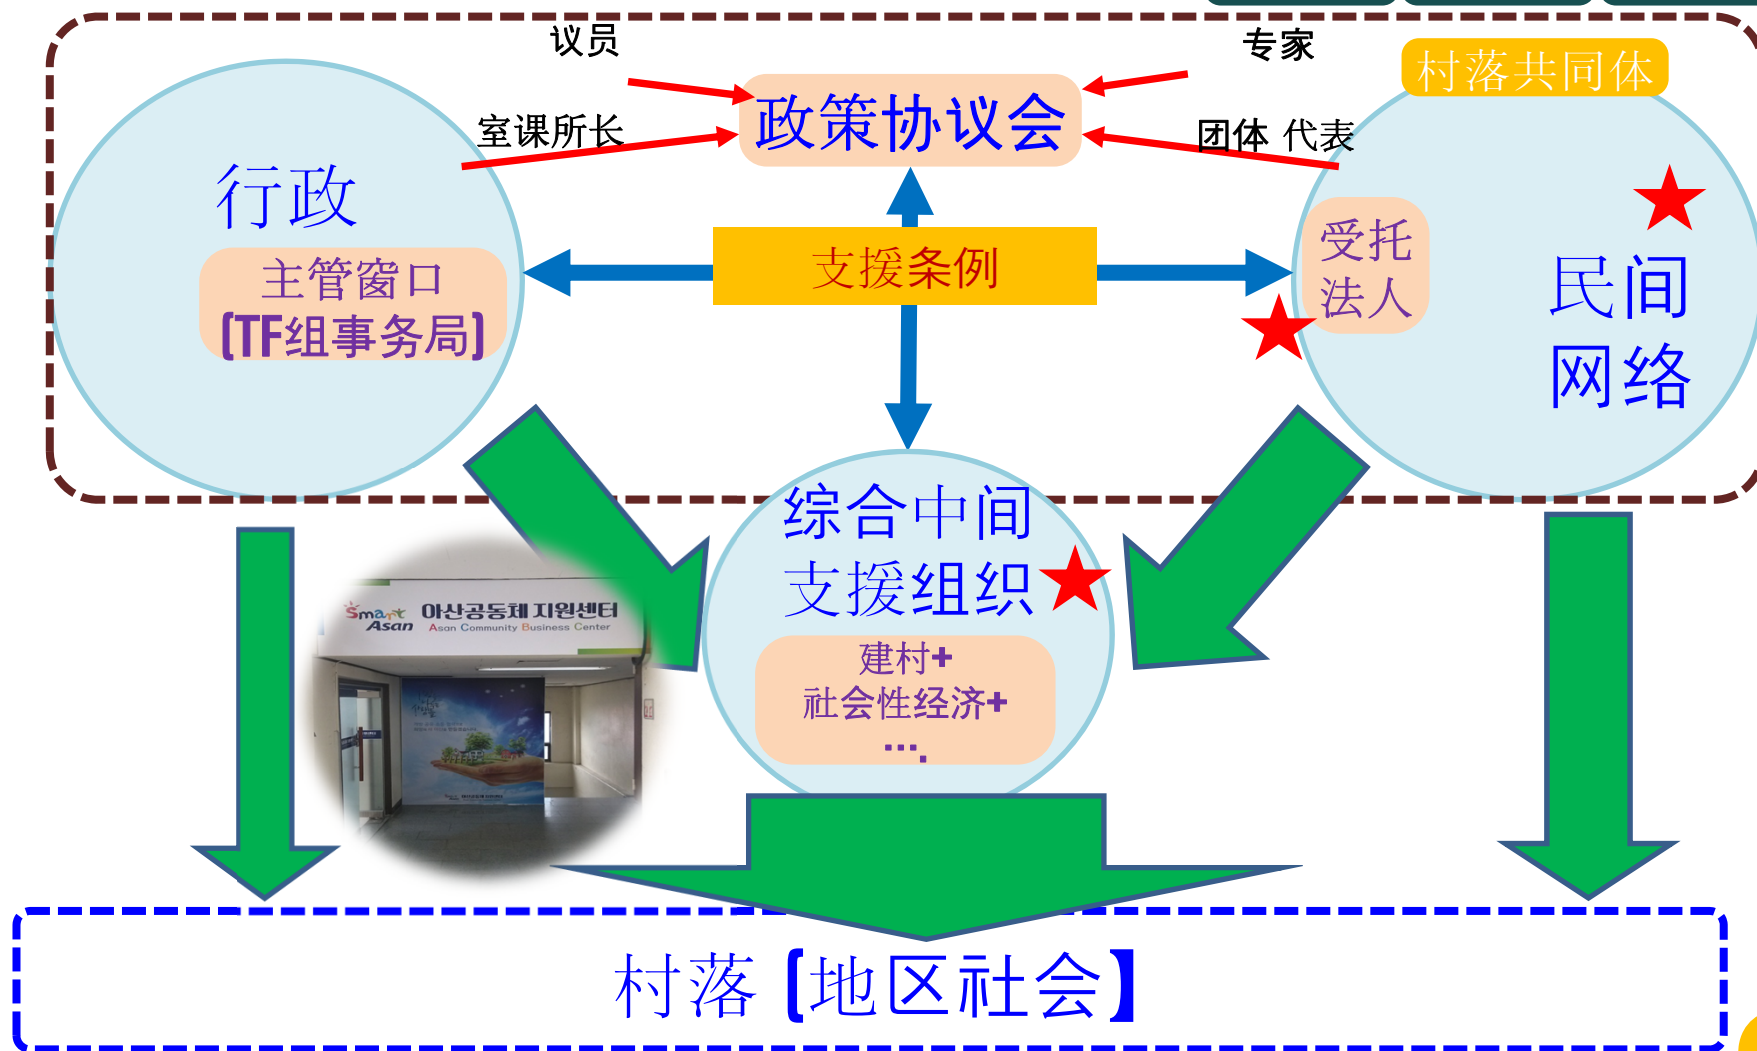 议员
专家
村落共同体
政策协议会
室课所长
团体 代表
行政
受托
法人
支援条例
主管窗口
(TF组事务局)
民间
网络
综合中间
支援组织
Smart
Asan
아산공동체 지원센터
Asan Community Business Center
建村+
社会性经济+
….
村落 (地区社会】